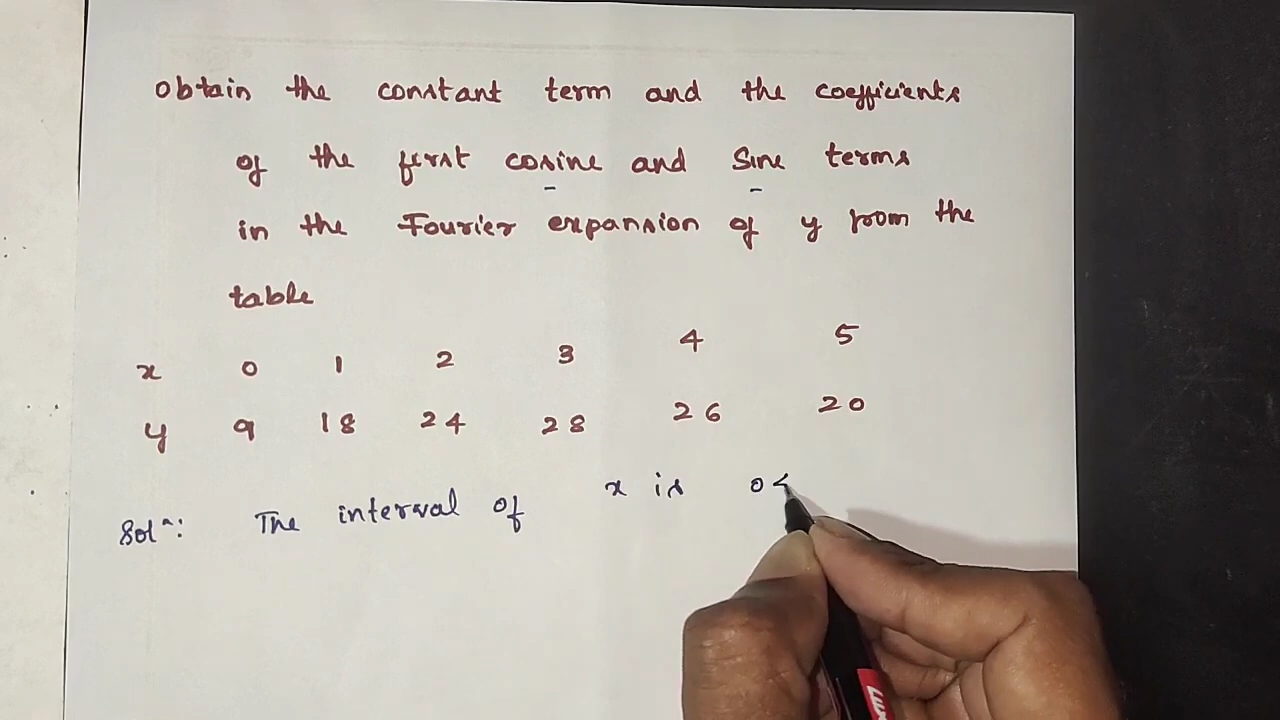 obtain the constant term and the coefficients
of the first cosine and Sine terms
in the Fourier expansion of y from the
table
x 0 1 2 3 4 5
y 9 18 24 28 26 20
Solⁿ: The interval of x is 0<